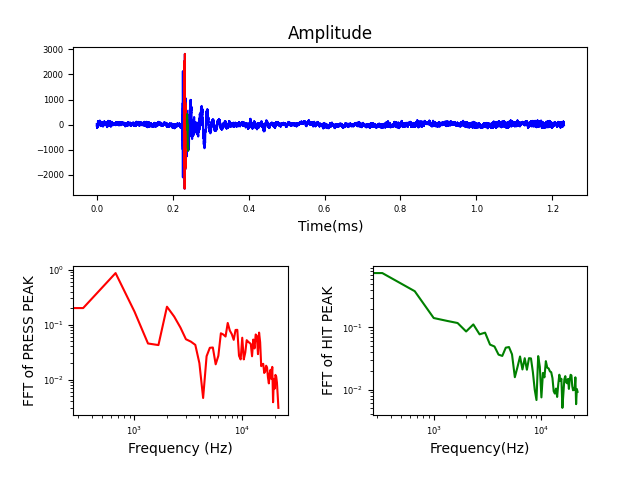 Amplitude
3000
2000
1000
0
−1000
−2000
0.0 0.2 0.4 0.6 0.8 1.0 1.2
Time(ms)
FFT of PRESS PEAK
10⁰
10⁻¹
10⁻²
10³ 10⁴
Frequency (Hz)
FFT of HIT PEAK
10⁻¹
10⁻²
10³ 10⁴
Frequency(Hz)